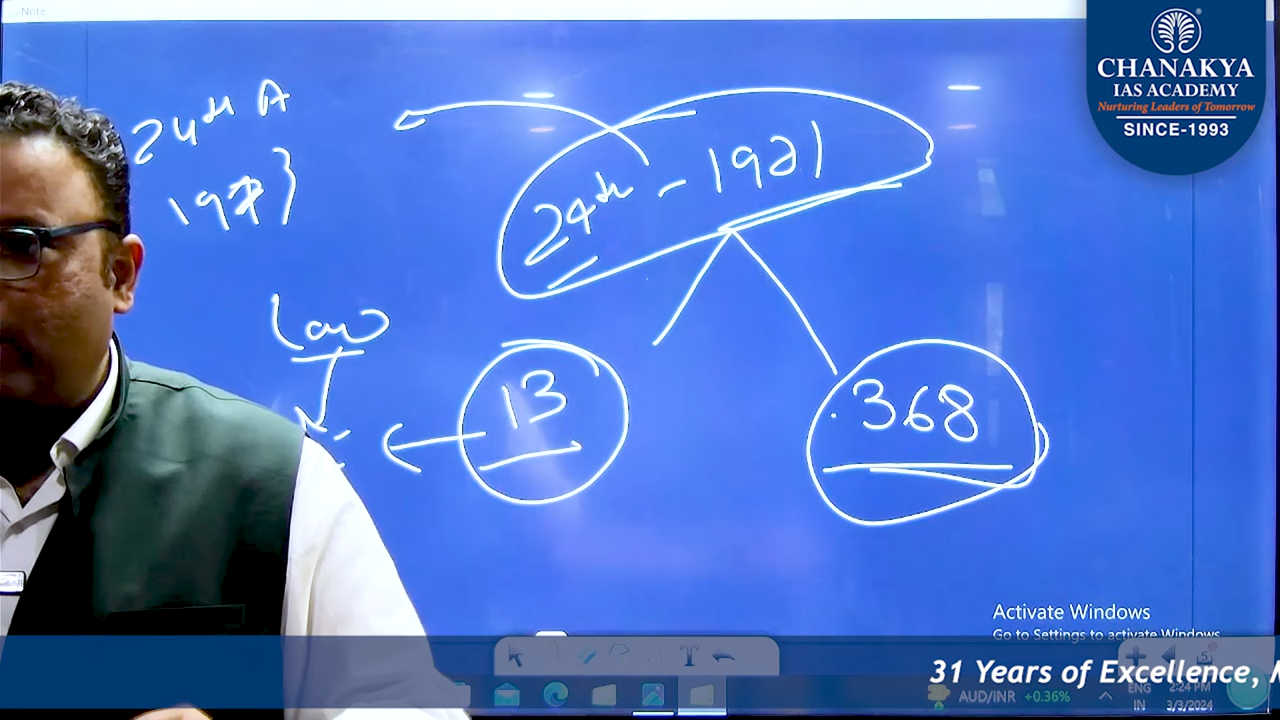 Note
CHANAKYA
IAS ACADEMY
Nurturing Leaders of Tomorrow
SINCE-1993
24th A
1973
24th - 1971
Law
13
368
Activate Windows
Go to Settings to activate Windows.
31 Years of Excellence,
AUD/INR +0.36%
ENG
IN
2:24 PM
3/3/2024